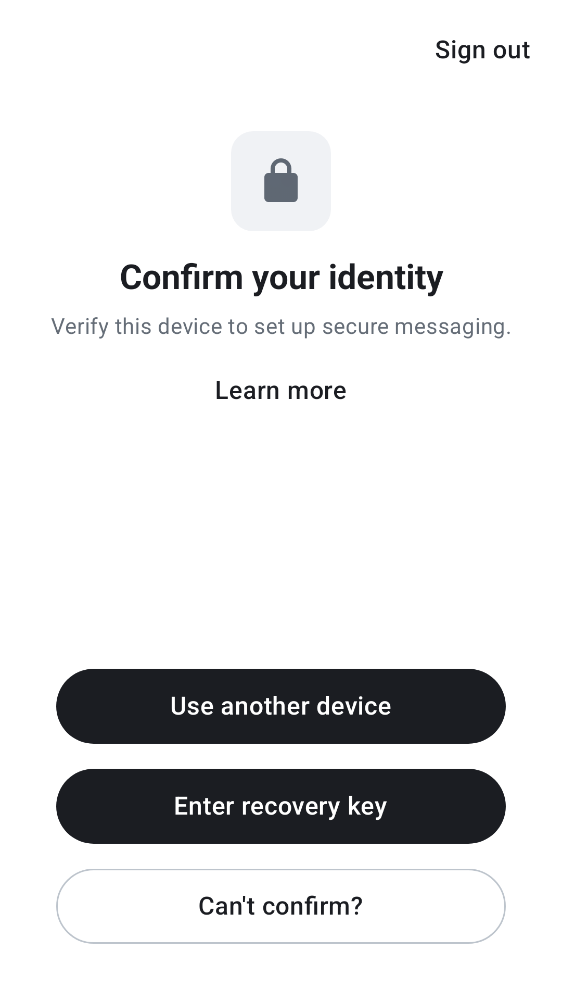 Sign out
Confirm your identity
Verify this device to set up secure messaging.
Learn more
Use another device
Enter recovery key
Can't confirm?